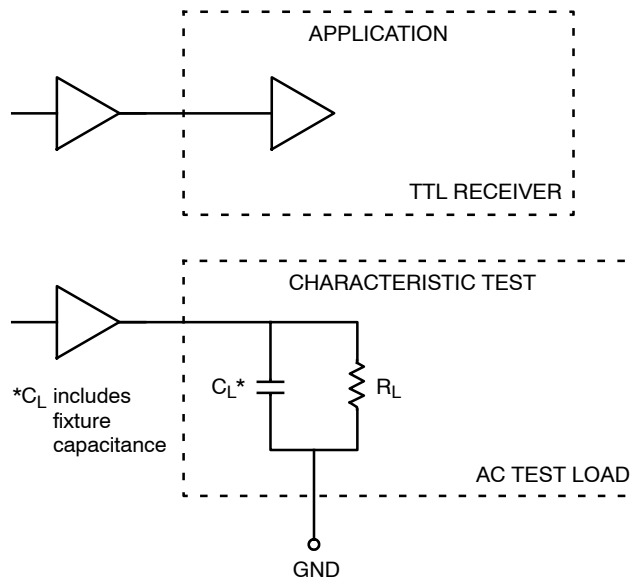 APPLICATION
TTL RECEIVER
CHARACTERISTIC TEST
*CL includes
fixture
capacitance
CL*
RL
AC TEST LOAD
GND